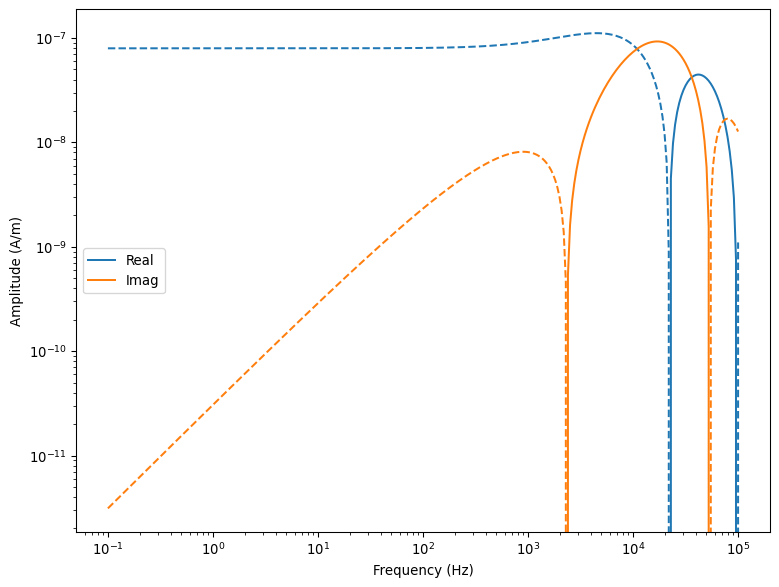 10⁻⁷
10⁻⁸
10⁻⁹
10⁻¹⁰
10⁻¹¹
Amplitude (A/m)
Real
Imag
10⁻¹ 10⁰ 10¹ 10² 10³ 10⁴ 10⁵
Frequency (Hz)